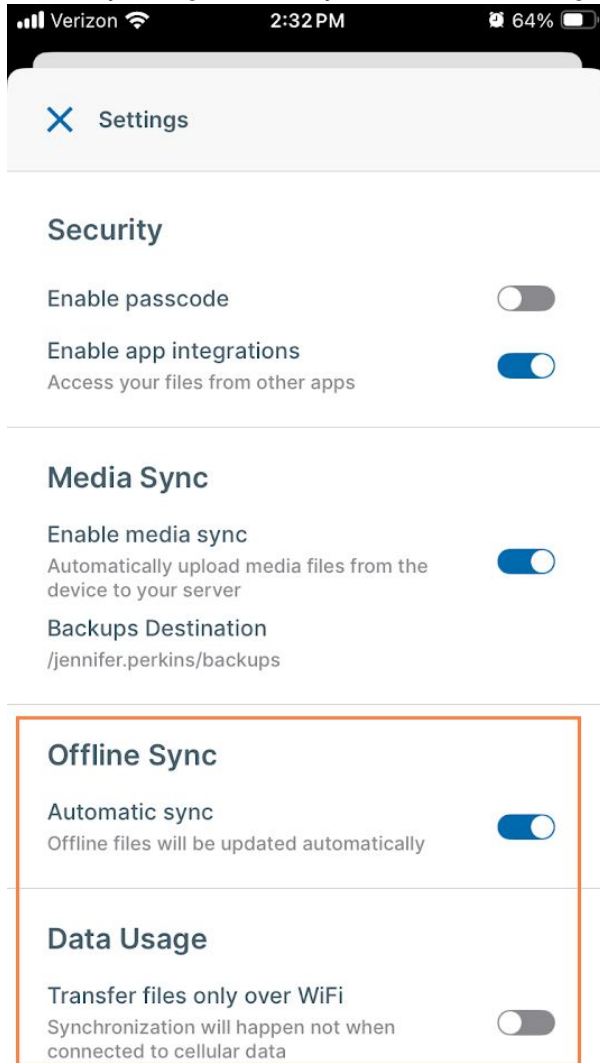 Verizon 2:32 PM 64%
Settings
Security
Enable passcode
Enable app integrations
Access your files from other apps
Media Sync
Enable media sync
Automatically upload media files from the
device to your server
Backups Destination
/jennifer.perkins/backups
Offline Sync
Automatic sync
Offline files will be updated automatically
Data Usage
Transfer files only over WiFi
Synchronization will happen not when
connected to cellular data